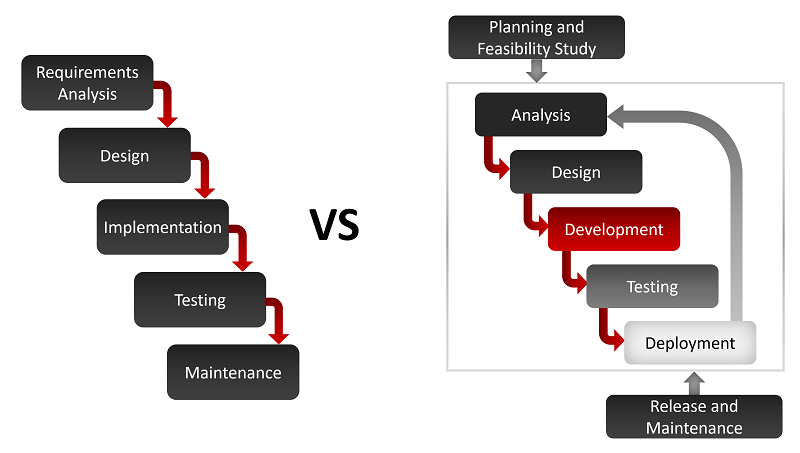 Requirements
Analysis
Design
Implementation
Testing
Maintenance
VS
Planning and
Feasibility Study
Analysis
Design
Development
Testing
Deployment
Release and
Maintenance